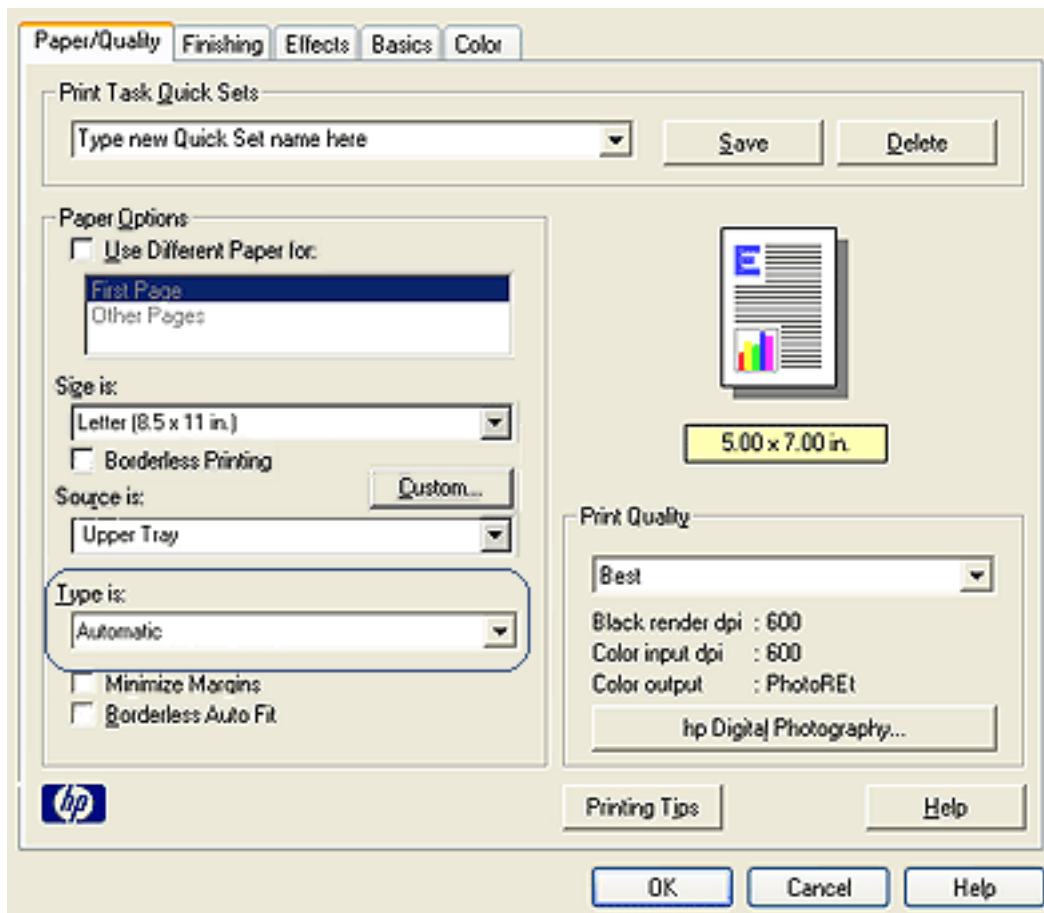 Paper/Quality Finishing Effects Basics Color
Print Task Quick Sets
Type new Quick Set name here Save Delete
Paper Options
Use Different Paper for:
First Page
Other Pages
Size is:
Letter (8.5 x 11 in.)
Borderless Printing
Custom...
Source is:
Upper Tray
Type is:
Automatic
Minimize Margins
Borderless Auto Fit
E
5.00 x 7.00 in.
Print Quality
Best
Black render dpi : 600
Color input dpi : 600
Color output : PhotoREt
hp Digital Photography...
hp
Printing Tips Help
OK Cancel Help